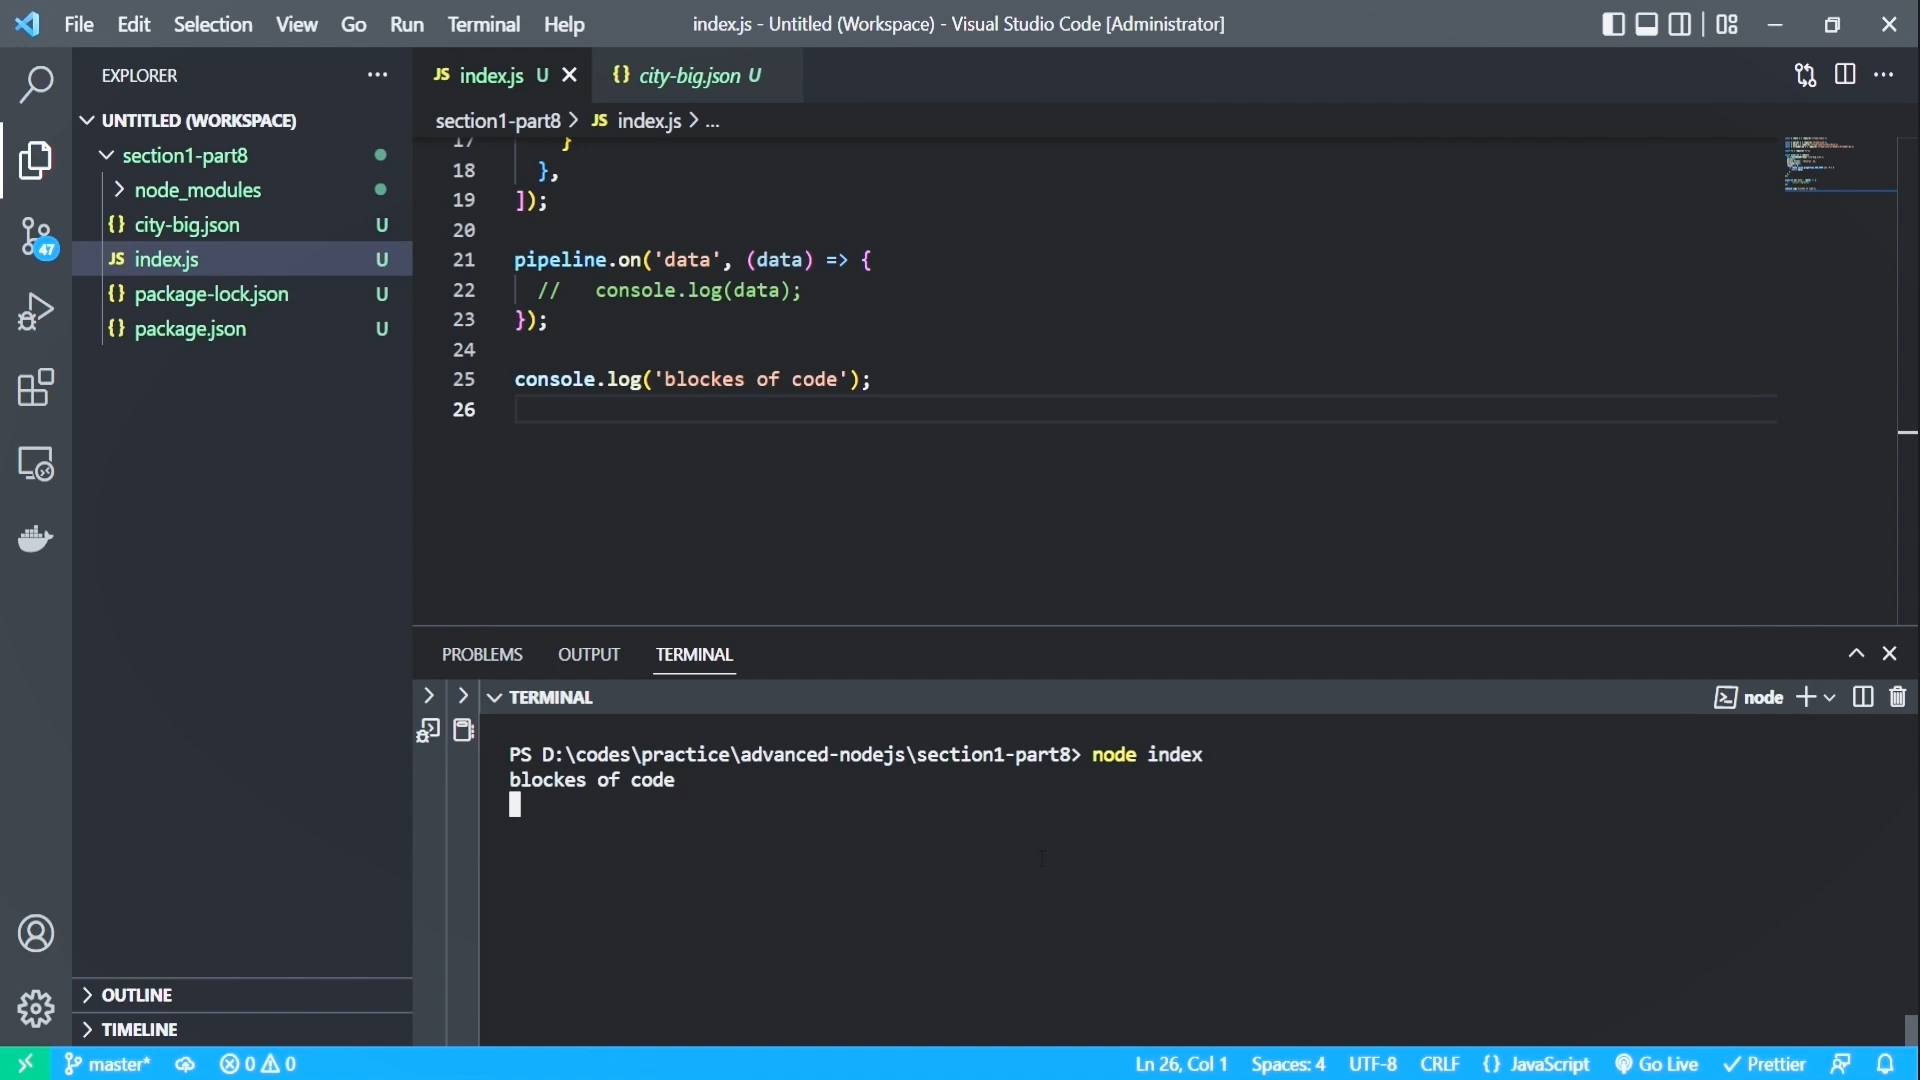 File Edit Selection View Go Run Terminal Help
index.js - Untitled (Workspace) - Visual Studio Code [Administrator]
EXPLORER
UNTITLED (WORKSPACE)
section1-part8
node_modules
{} city-big.json U
JS index.js U
{} package-lock.json U
{} package.json U
47
OUTLINE
TIMELINE
JS index.js U
{} city-big.json U
section1-part8 > JS index.js > ...
17 }
18 },
19 ]);
20
21 pipeline.on('data', (data) => {
22 //   console.log(data);
23 });
24
25 console.log('blockes of code');
26
PROBLEMS OUTPUT TERMINAL
TERMINAL
node
PS D:\codes\practice\advanced-nodejs\section1-part8> node index
blockes of code
master* 0 0
Ln 26, Col 1 Spaces: 4 UTF-8 CRLF {} JavaScript Go Live Prettier